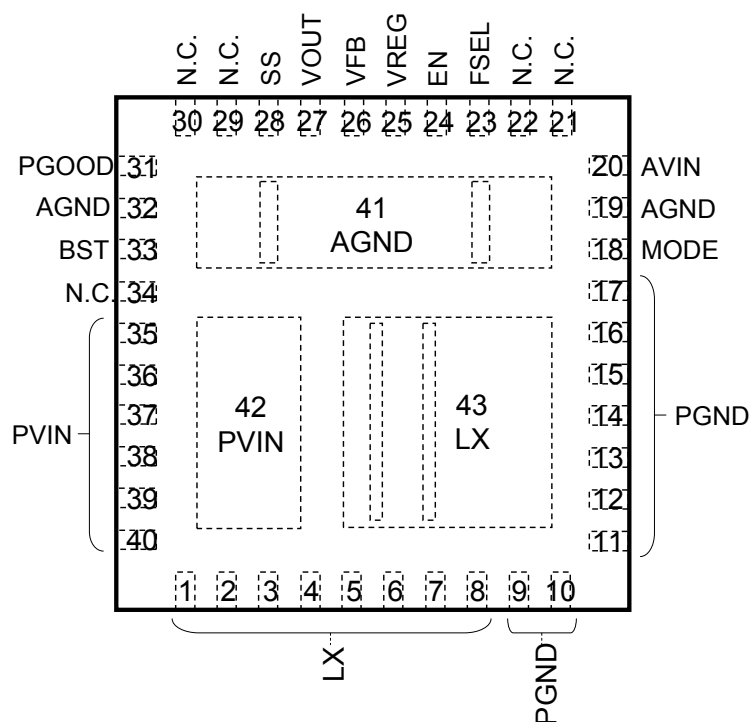 N.C.
N.C.
SS
VOUT
VFB
VREG
EN
FSEL
N.C.
N.C.
30
29
28
27
26
25
24
23
22
21
PGOOD
31
20
AVIN
AGND
32
19
AGND
BST
33
18
MODE
N.C.
34
17
35
16
36
15
37
14
38
13
39
12
40
11
41
AGND
42
PVIN
43
LX
PVIN
PGND
1
2
3
4
5
6
7
8
9
10
LX
PGND